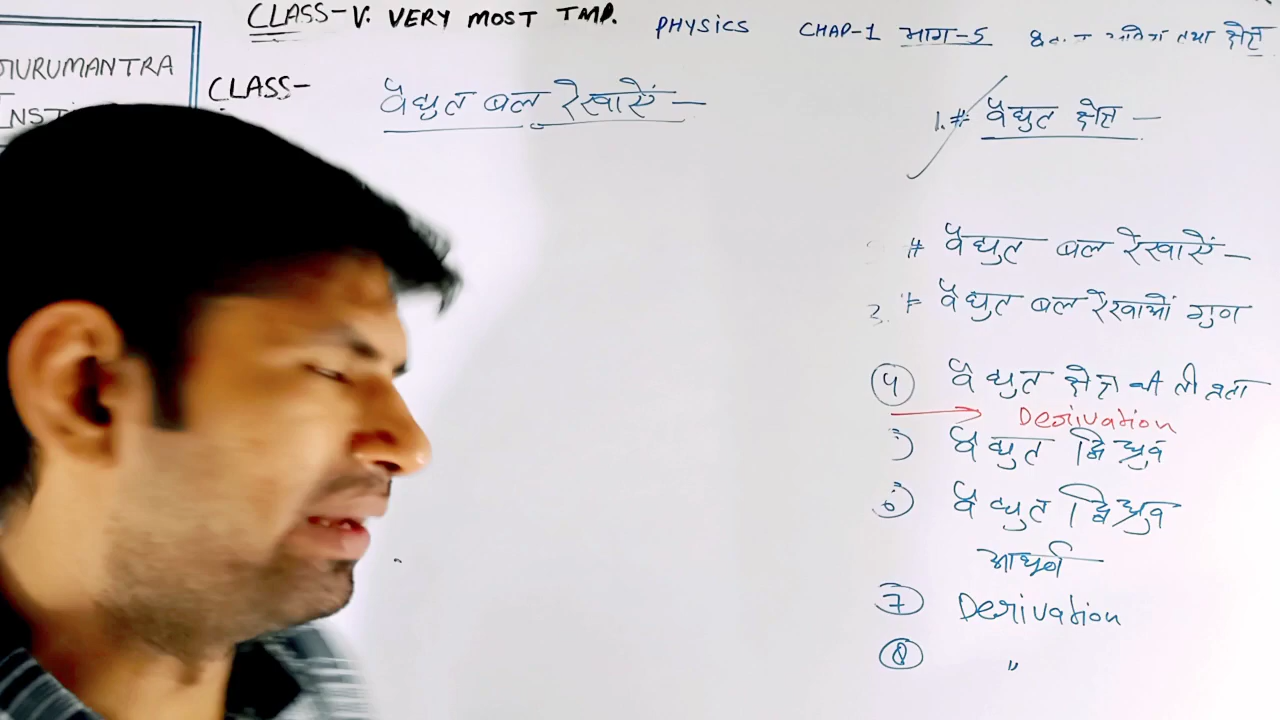 CLASS-V. VERY MOST IMP. PHYSICS CHAP-1 भाग-5 तथा क्षेत्र
GURUMANTRA
INSTI
CLASS-
वैद्युत बल रेखाएं -
1. # वैद्युत क्षेत्र -
# वैद्युत बल रेखाएं -
3. # वैद्युत बल रेखाओं गुण
4 वैद्युत क्षेत्र की तीव्रता
Derivation
5) वैद्युत द्विध्रुव
6 वैद्युत द्विध्रुव
आघूर्ण
7 Derivation
8 "